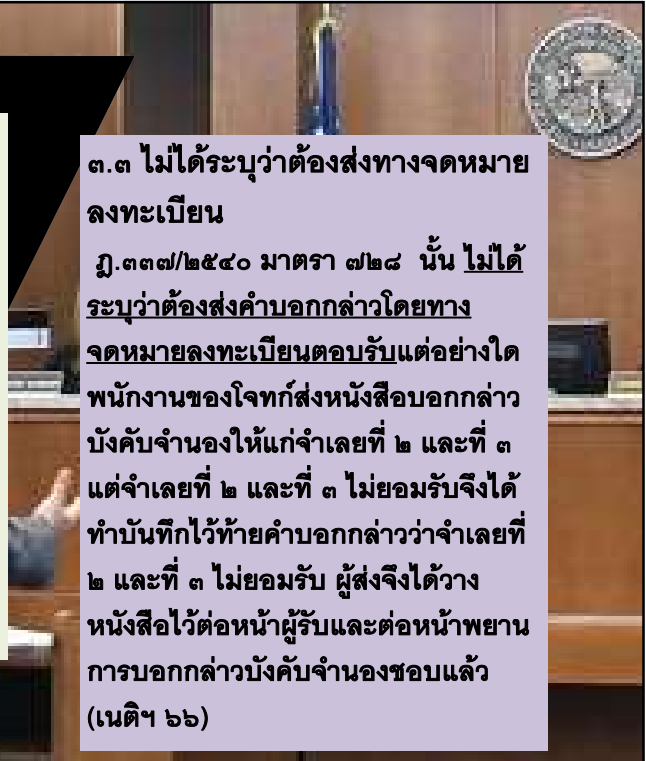 ๓.๓ ไม่ได้ระบุว่าต้องส่งทางจดหมาย
ลงทะเบียน
ฎ.๓๓๗/๒๕๔๐ มาตรา ๗๒๘ นั้น ไม่ได้
ระบุว่าต้องส่งคำบอกกล่าวโดยทาง
จดหมายลงทะเบียนตอบรับแต่อย่างใด
พนักงานของโจทก์ส่งหนังสือบอกกล่าว
บังคับจำนองให้แก่จำเลยที่ ๒ และที่ ๓
แต่จำเลยที่ ๒ และที่ ๓ ไม่ยอมรับจึงได้
ทำบันทึกไว้ท้ายคำบอกกล่าวว่าจำเลยที่
๒ และที่ ๓ ไม่ยอมรับ ผู้ส่งจึงได้วาง
หนังสือไว้ต่อหน้าผู้รับและต่อหน้าพยาน
การบอกกล่าวบังคับจำนองชอบแล้ว
(เนติฯ ๖๖)